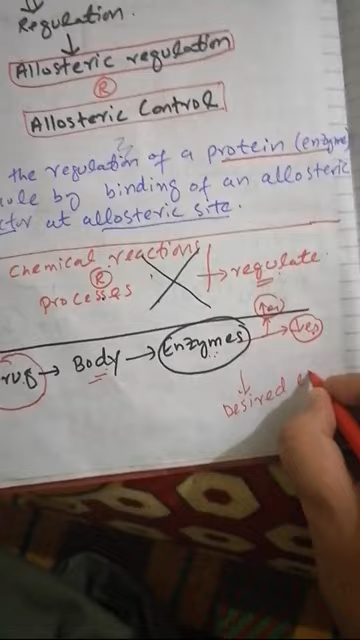 Regulation.
Allosteric regulation
R
Allosteric Control
the regulation of a protein (enzyme
by binding of an allosteric
at allosteric site.
Chemical reactions
R
Processes
→ regulate
→ Body → Enzymes →
Desired